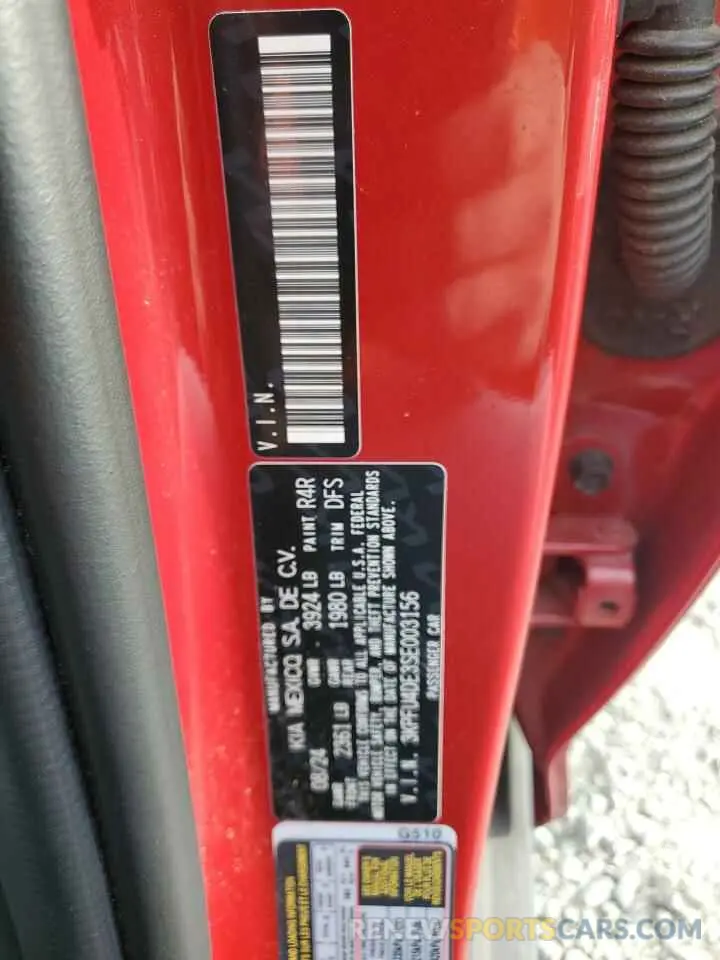 V.I.N.
MANUFACTURED BY
KIA MEXICO S.A. DE C.V.
08/24 GVWR 3924 LB PAINT R4R
2361 LB GAWR REAR 1980 LB TRIM DFS
THIS VEHICLE CONFORMS TO ALL APPLICABLE U.S.A. FEDERAL
MOTOR VEHICLE SAFETY, BUMPER, AND THEFT PREVENTION STANDARDS
IN EFFECT ON THE DATE OF MANUFACTURE SHOWN ABOVE.
V.I.N. 3KPFU4DE3SE003156
PASSENGER CAR
G510
RENEWSPORTSCARS.COM